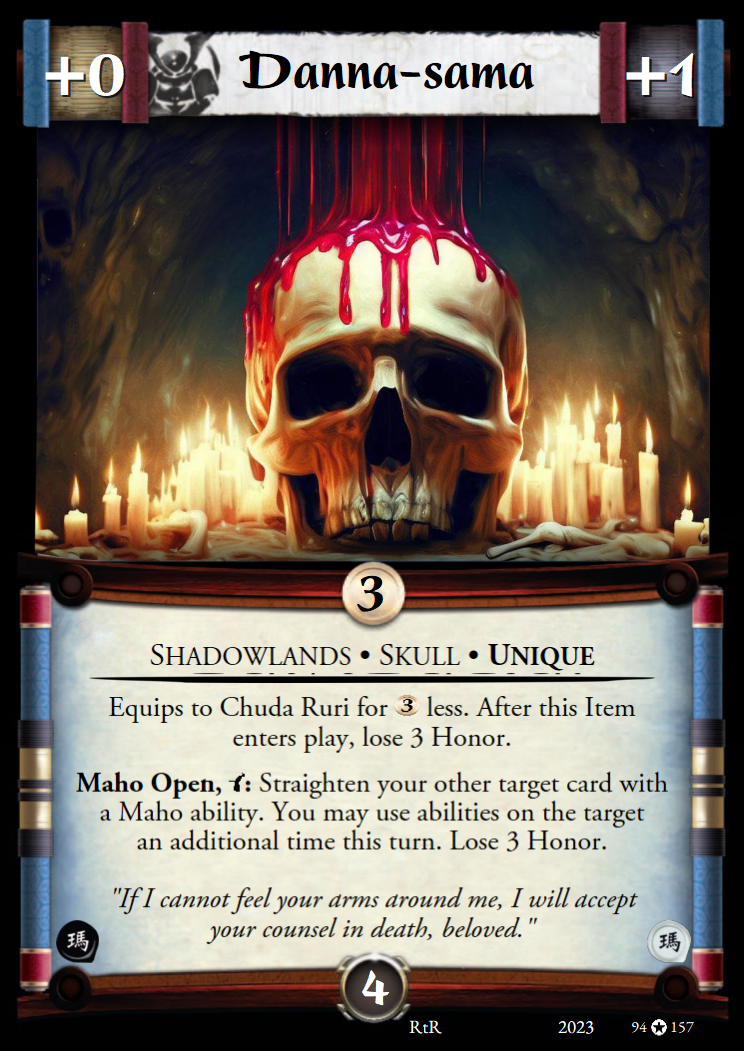 +0 Danna-sama +1
3
SHADOWLANDS • SKULL • UNIQUE
Equips to Chuda Ruri for 3 less. After this Item
enters play, lose 3 Honor.
Maho Open, : Straighten your other target card with
a Maho ability. You may use abilities on the target
an additional time this turn. Lose 3 Honor.
"If I cannot feel your arms around me, I will accept
your counsel in death, beloved."
瑪 瑪
4
RtR 2023 94 157